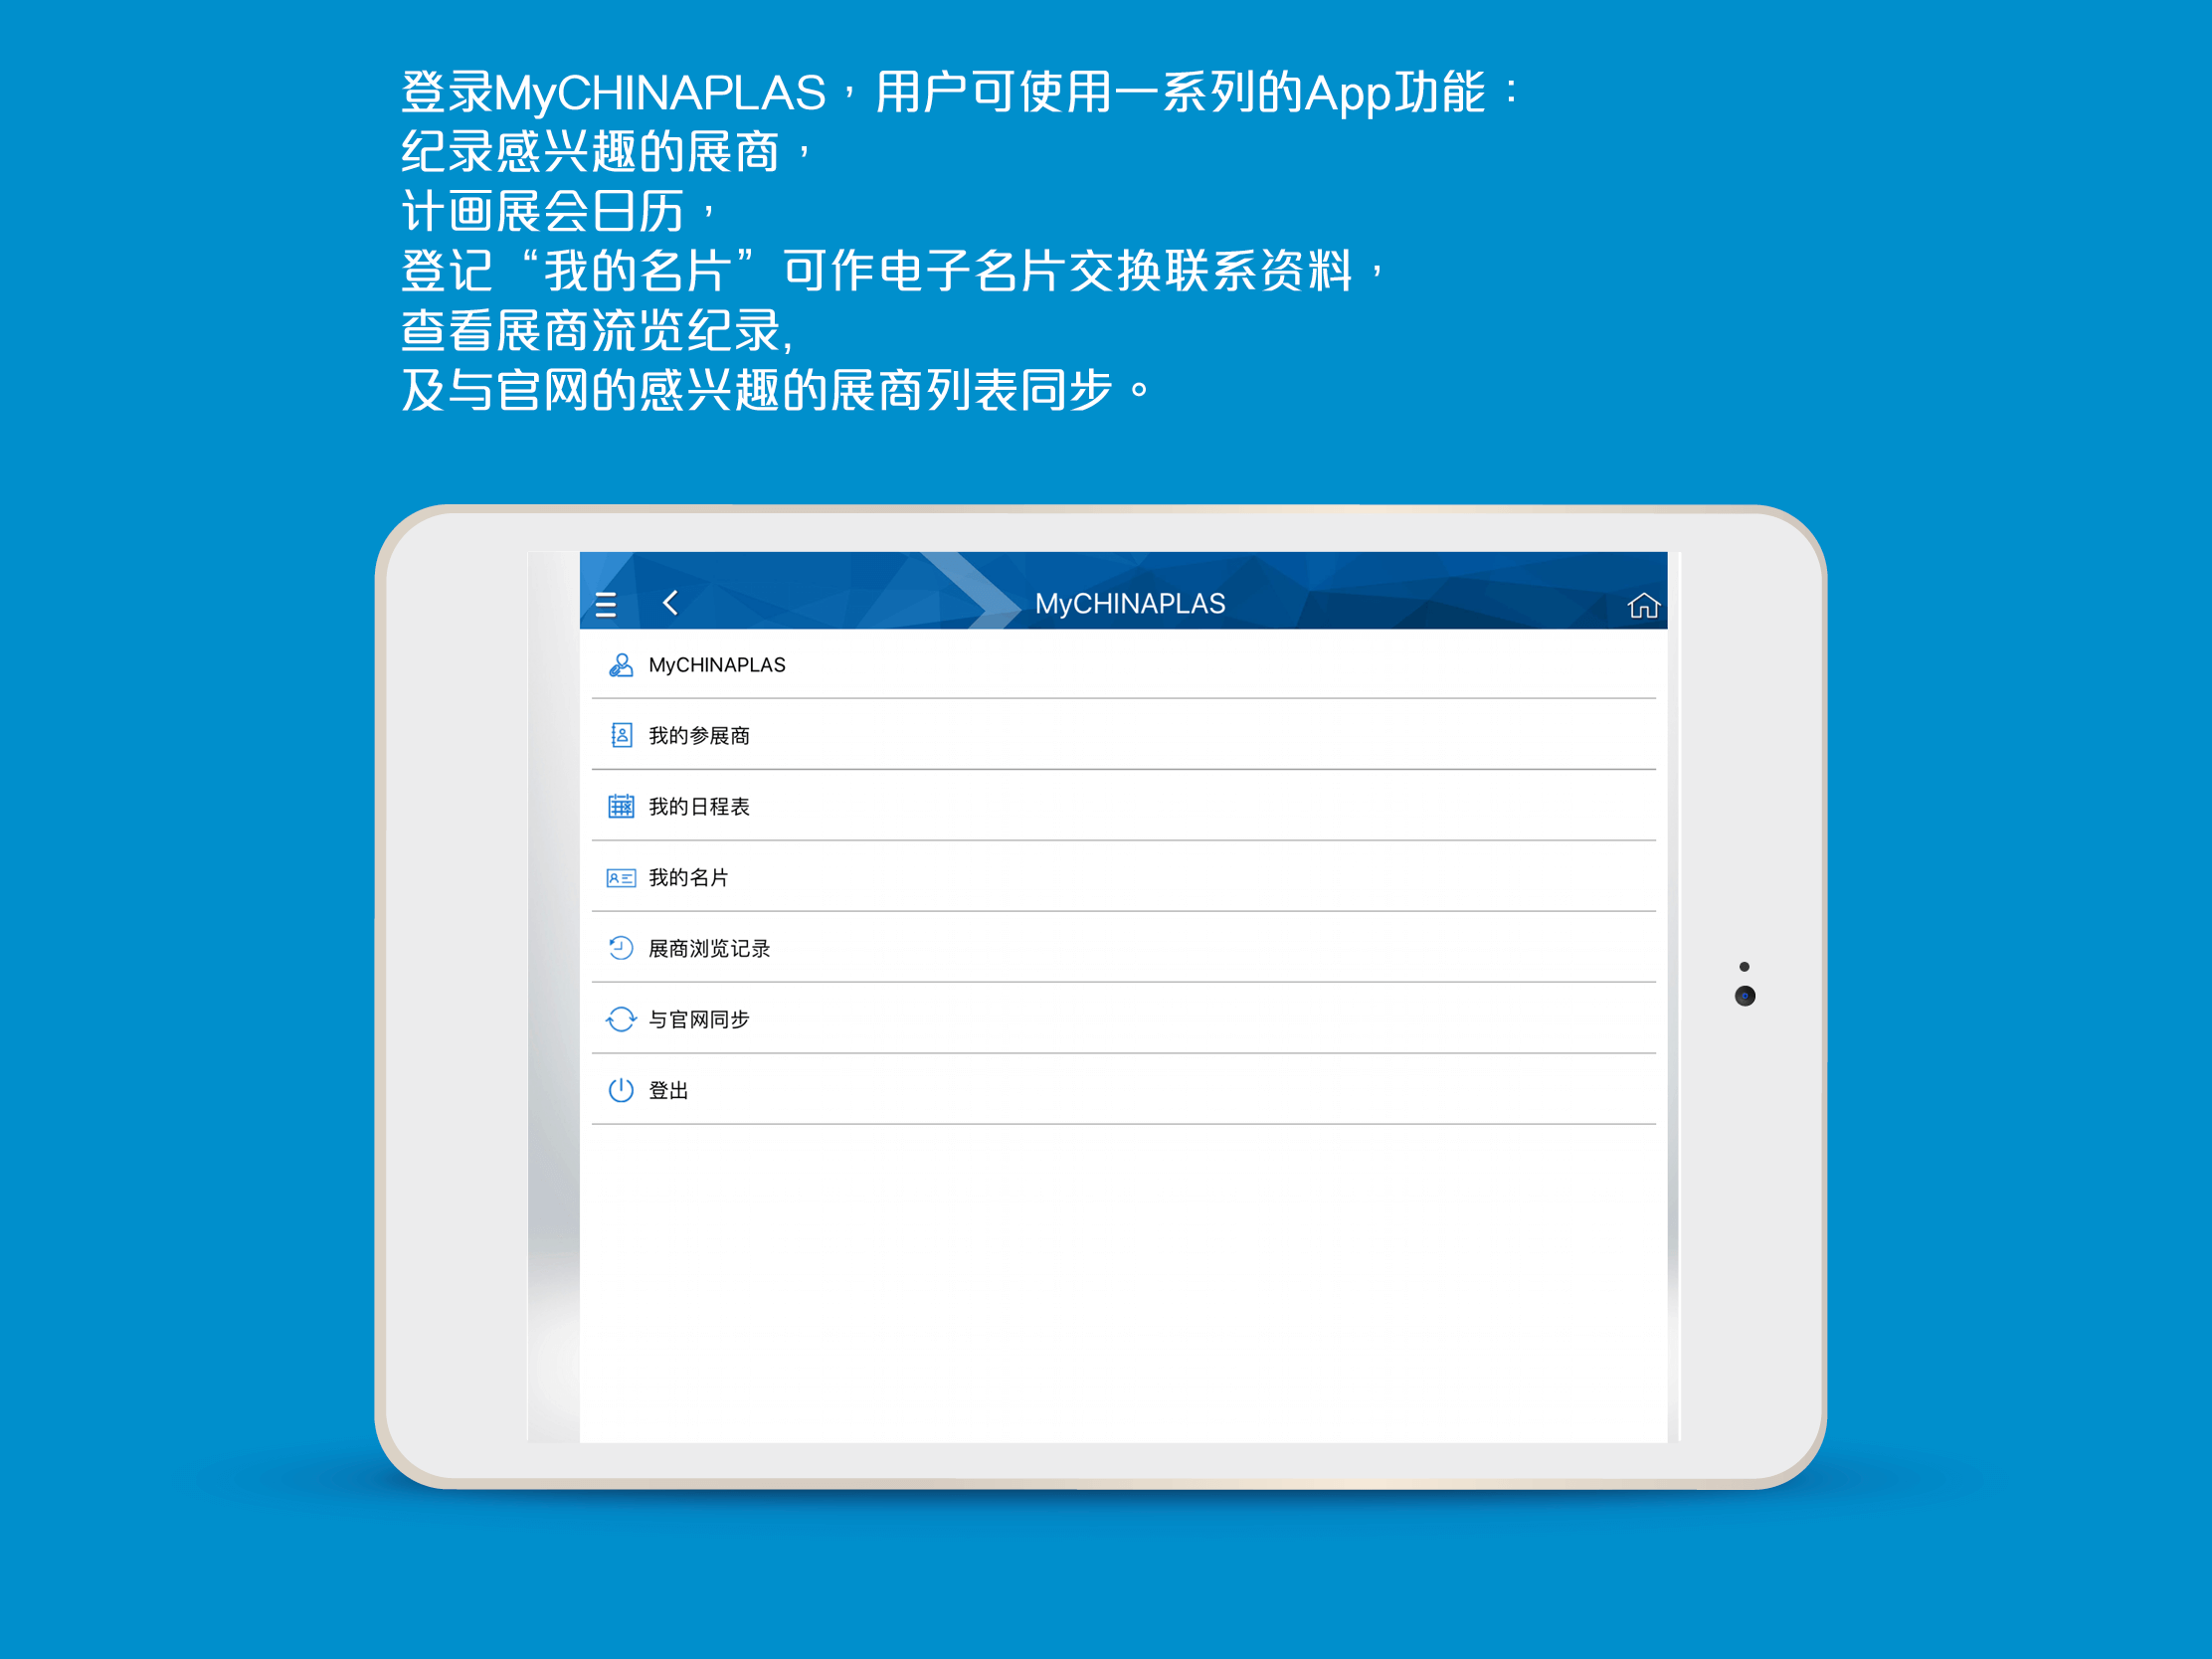 登录MyCHINAPLAS，用户可使用一系列的App功能：
纪录感兴趣的展商，
计画展会日历，
登记“我的名片”可作电子名片交换联系资料，
查看展商流览纪录,
及与官网的感兴趣的展商列表同步。
MyCHINAPLAS
MyCHINAPLAS
我的参展商
我的日程表
我的名片
展商浏览记录
与官网同步
登出